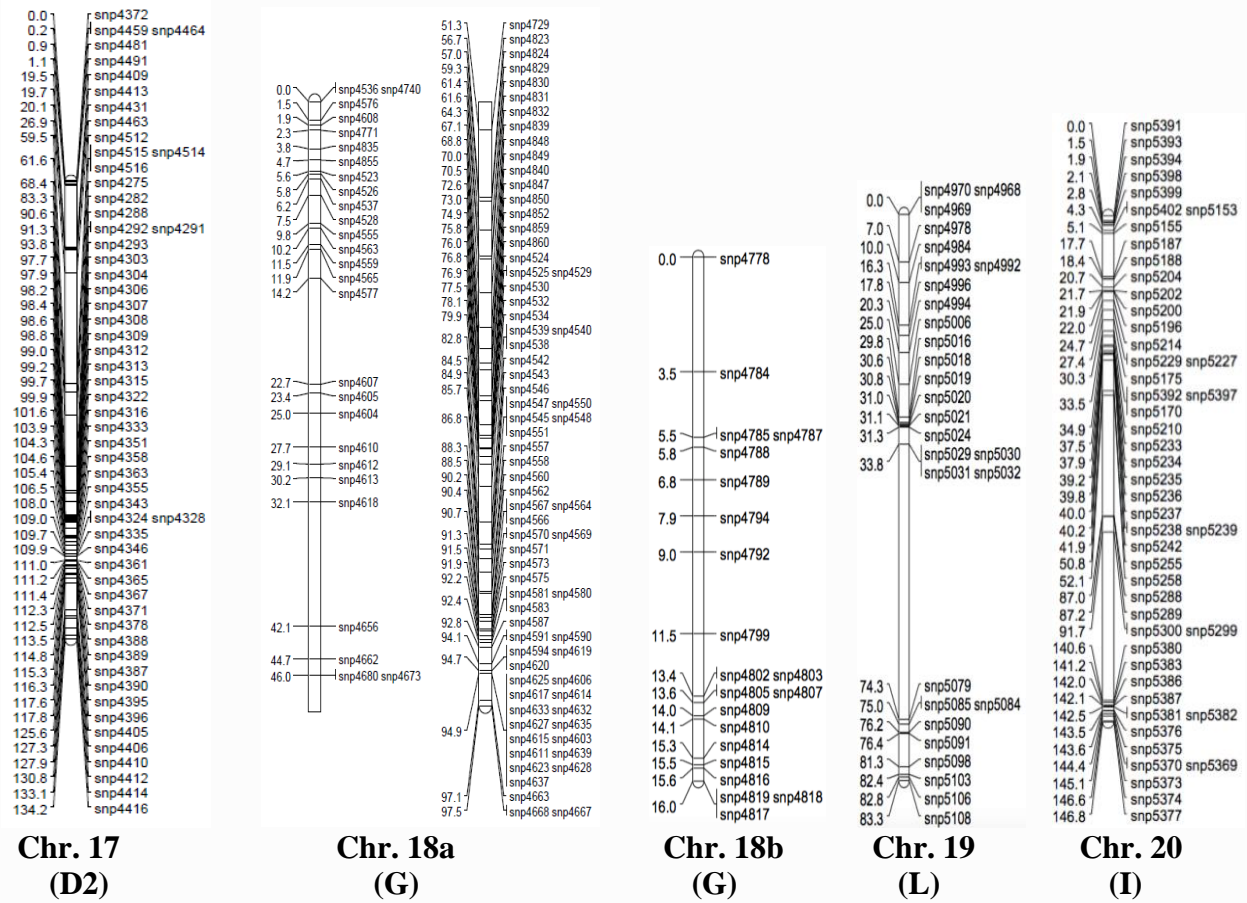 0.0 snp4372
0.2 snp4459 snp4464
0.9 snp4481
1.1 snp4491
19.5 snp4409
19.7 snp4413
20.1 snp4431
26.9 snp4463
59.5 snp4512
61.6 snp4515 snp4514
snp4516
68.4 snp4275
83.3 snp4282
90.6 snp4288
91.3 snp4292 snp4291
93.8 snp4293
97.7 snp4303
97.9 snp4304
98.2 snp4306
98.4 snp4307
98.6 snp4308
98.8 snp4309
99.0 snp4312
99.2 snp4313
99.7 snp4315
99.9 snp4322
101.6 snp4316
103.9 snp4333
104.3 snp4351
104.6 snp4358
105.4 snp4363
106.5 snp4355
108.0 snp4343
109.0 snp4324 snp4328
109.7 snp4335
109.9 snp4346
111.0 snp4361
111.2 snp4365
111.4 snp4367
112.3 snp4371
112.5 snp4378
113.5 snp4388
114.8 snp4389
115.3 snp4387
116.3 snp4390
117.6 snp4395
117.8 snp4396
125.6 snp4405
127.3 snp4406
127.9 snp4410
130.8 snp4412
133.1 snp4414
134.2 snp4416
Chr. 17
(D2)
0.0 snp4536 snp4740
1.5 snp4576
1.9 snp4608
2.3 snp4771
3.8 snp4835
4.7 snp4855
5.6 snp4523
5.8 snp4526
6.2 snp4537
7.5 snp4528
9.8 snp4555
10.2 snp4563
11.5 snp4559
11.9 snp4565
14.2 snp4577
22.7 snp4607
23.4 snp4605
25.0 snp4604
27.7 snp4610
29.1 snp4612
30.2 snp4613
32.1 snp4618
42.1 snp4656
44.7 snp4662
46.0 snp4680 snp4673
51.3 snp4729
56.7 snp4823
57.0 snp4824
59.3 snp4829
61.4 snp4830
61.6 snp4831
64.3 snp4832
67.1 snp4839
68.8 snp4848
70.0 snp4849
70.5 snp4840
72.6 snp4847
73.0 snp4850
74.9 snp4852
75.8 snp4859
76.0 snp4860
76.8 snp4524
76.9 snp4525 snp4529
77.5 snp4530
78.1 snp4532
79.9 snp4534
82.8 snp4539 snp4540
snp4538
84.5 snp4542
84.9 snp4543
85.7 snp4546
snp4547 snp4550
86.8 snp4545 snp4548
snp4551
88.3 snp4557
88.5 snp4558
90.2 snp4560
90.4 snp4562
90.7 snp4567 snp4564
snp4566
91.3 snp4570 snp4569
91.5 snp4571
91.9 snp4573
92.2 snp4575
92.4 snp4581 snp4580
snp4583
92.8 snp4587
94.1 snp4591 snp4590
94.7 snp4594 snp4619
snp4620
snp4625 snp4606
snp4617 snp4614
snp4633 snp4632
94.9 snp4627 snp4635
snp4615 snp4603
snp4611 snp4639
snp4623 snp4628
snp4637
97.1 snp4663
97.5 snp4668 snp4667
Chr. 18a
(G)
0.0 snp4778
3.5 snp4784
5.5 snp4785 snp4787
5.8 snp4788
6.8 snp4789
7.9 snp4794
9.0 snp4792
11.5 snp4799
13.4 snp4802 snp4803
13.6 snp4805 snp4807
14.0 snp4809
14.1 snp4810
15.3 snp4814
15.5 snp4815
15.6 snp4816
16.0 snp4819 snp4818
snp4817
Chr. 18b
(G)
0.0 snp4970 snp4968
snp4969
7.0 snp4978
10.0 snp4984
16.3 snp4993 snp4992
17.8 snp4996
20.3 snp4994
25.0 snp5006
29.8 snp5016
30.6 snp5018
30.8 snp5019
31.0 snp5020
31.1 snp5021
31.3 snp5024
33.8 snp5029 snp5030
snp5031 snp5032
74.3 snp5079
75.0 snp5085 snp5084
76.2 snp5090
76.4 snp5091
81.3 snp5098
82.4 snp5103
82.8 snp5106
83.3 snp5108
Chr. 19
(L)
0.0 snp5391
1.5 snp5393
1.9 snp5394
2.1 snp5398
2.8 snp5399
4.3 snp5402 snp5153
5.1 snp5155
17.7 snp5187
18.4 snp5188
20.7 snp5204
21.7 snp5202
21.9 snp5200
22.0 snp5196
24.7 snp5214
27.4 snp5229 snp5227
30.3 snp5175
33.5 snp5392 snp5397
snp5170
34.9 snp5210
37.5 snp5233
37.9 snp5234
39.2 snp5235
39.8 snp5236
40.0 snp5237
40.2 snp5238 snp5239
41.9 snp5242
50.8 snp5255
52.1 snp5258
87.0 snp5288
87.2 snp5289
91.7 snp5300 snp5299
140.6 snp5380
141.2 snp5383
142.0 snp5386
142.1 snp5387
142.5 snp5381 snp5382
143.5 snp5376
143.6 snp5375
144.4 snp5370 snp5369
145.1 snp5373
146.6 snp5374
146.8 snp5377
Chr. 20
(I)